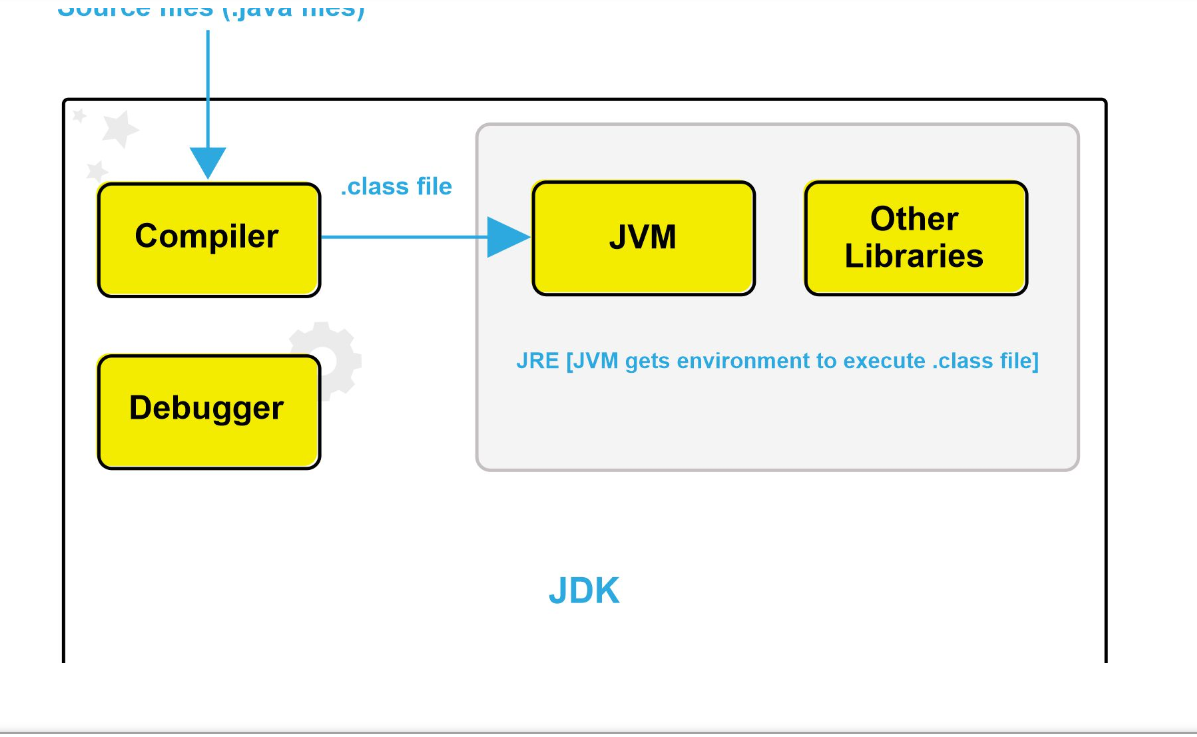 Source files (.java files)
.class file
Compiler
JVM
Other
Libraries
JRE [JVM gets environment to execute .class file]
Debugger
JDK